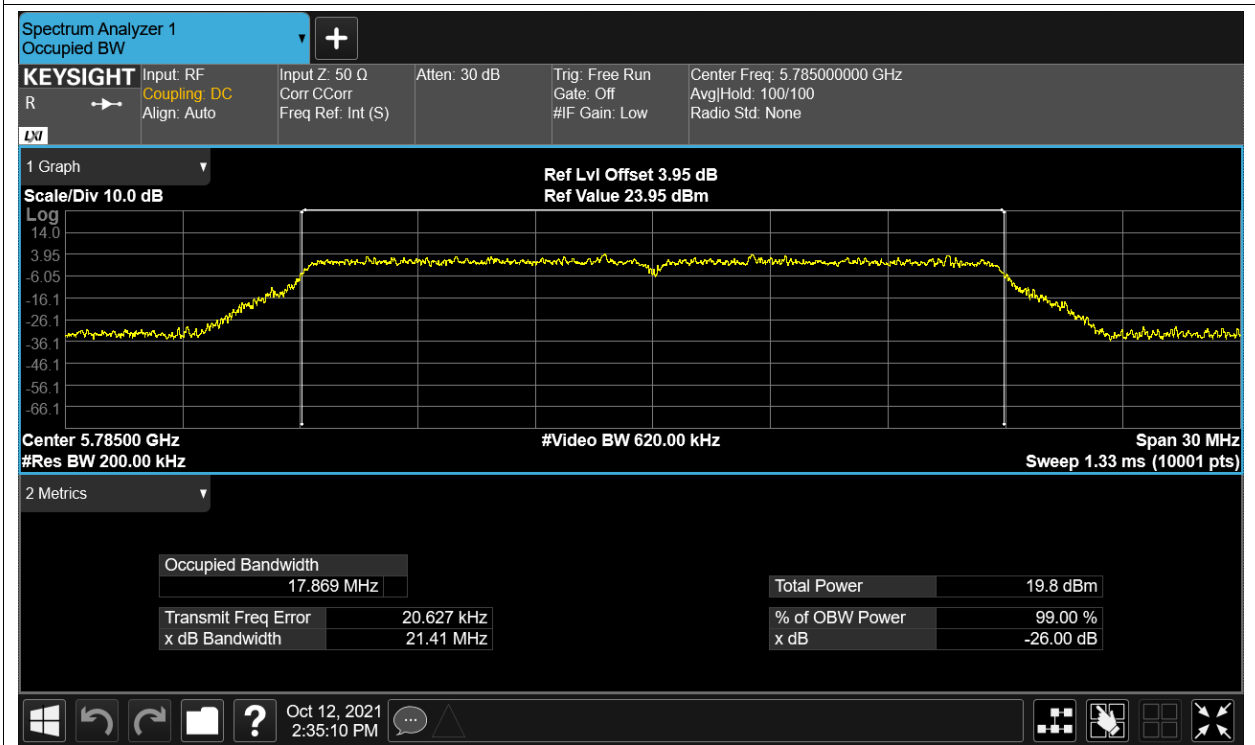 Spectrum Analyzer 1
Occupied BW
KEYSIGHT
R
LXI
Input: RF
Coupling: DC
Align: Auto
Input Z: 50 Ω
Corr CCorr
Freq Ref: Int (S)
Atten: 30 dB
Trig: Free Run
Gate: Off
#IF Gain: Low
Center Freq: 5.785000000 GHz
Avg|Hold: 100/100
Radio Std: None
1 Graph
Scale/Div 10.0 dB
Ref Lvl Offset 3.95 dB
Ref Value 23.95 dBm
Log
14.0
3.95
-6.05
-16.1
-26.1
-36.1
-46.1
-56.1
-66.1
Center 5.78500 GHz
#Video BW 620.00 kHz
Span 30 MHz
#Res BW 200.00 kHz
Sweep 1.33 ms (10001 pts)
2 Metrics
Occupied Bandwidth
17.869 MHz
Total Power 19.8 dBm
Transmit Freq Error 20.627 kHz
% of OBW Power 99.00 %
x dB Bandwidth 21.41 MHz
x dB -26.00 dB
?
Oct 12, 2021
2:35:10 PM